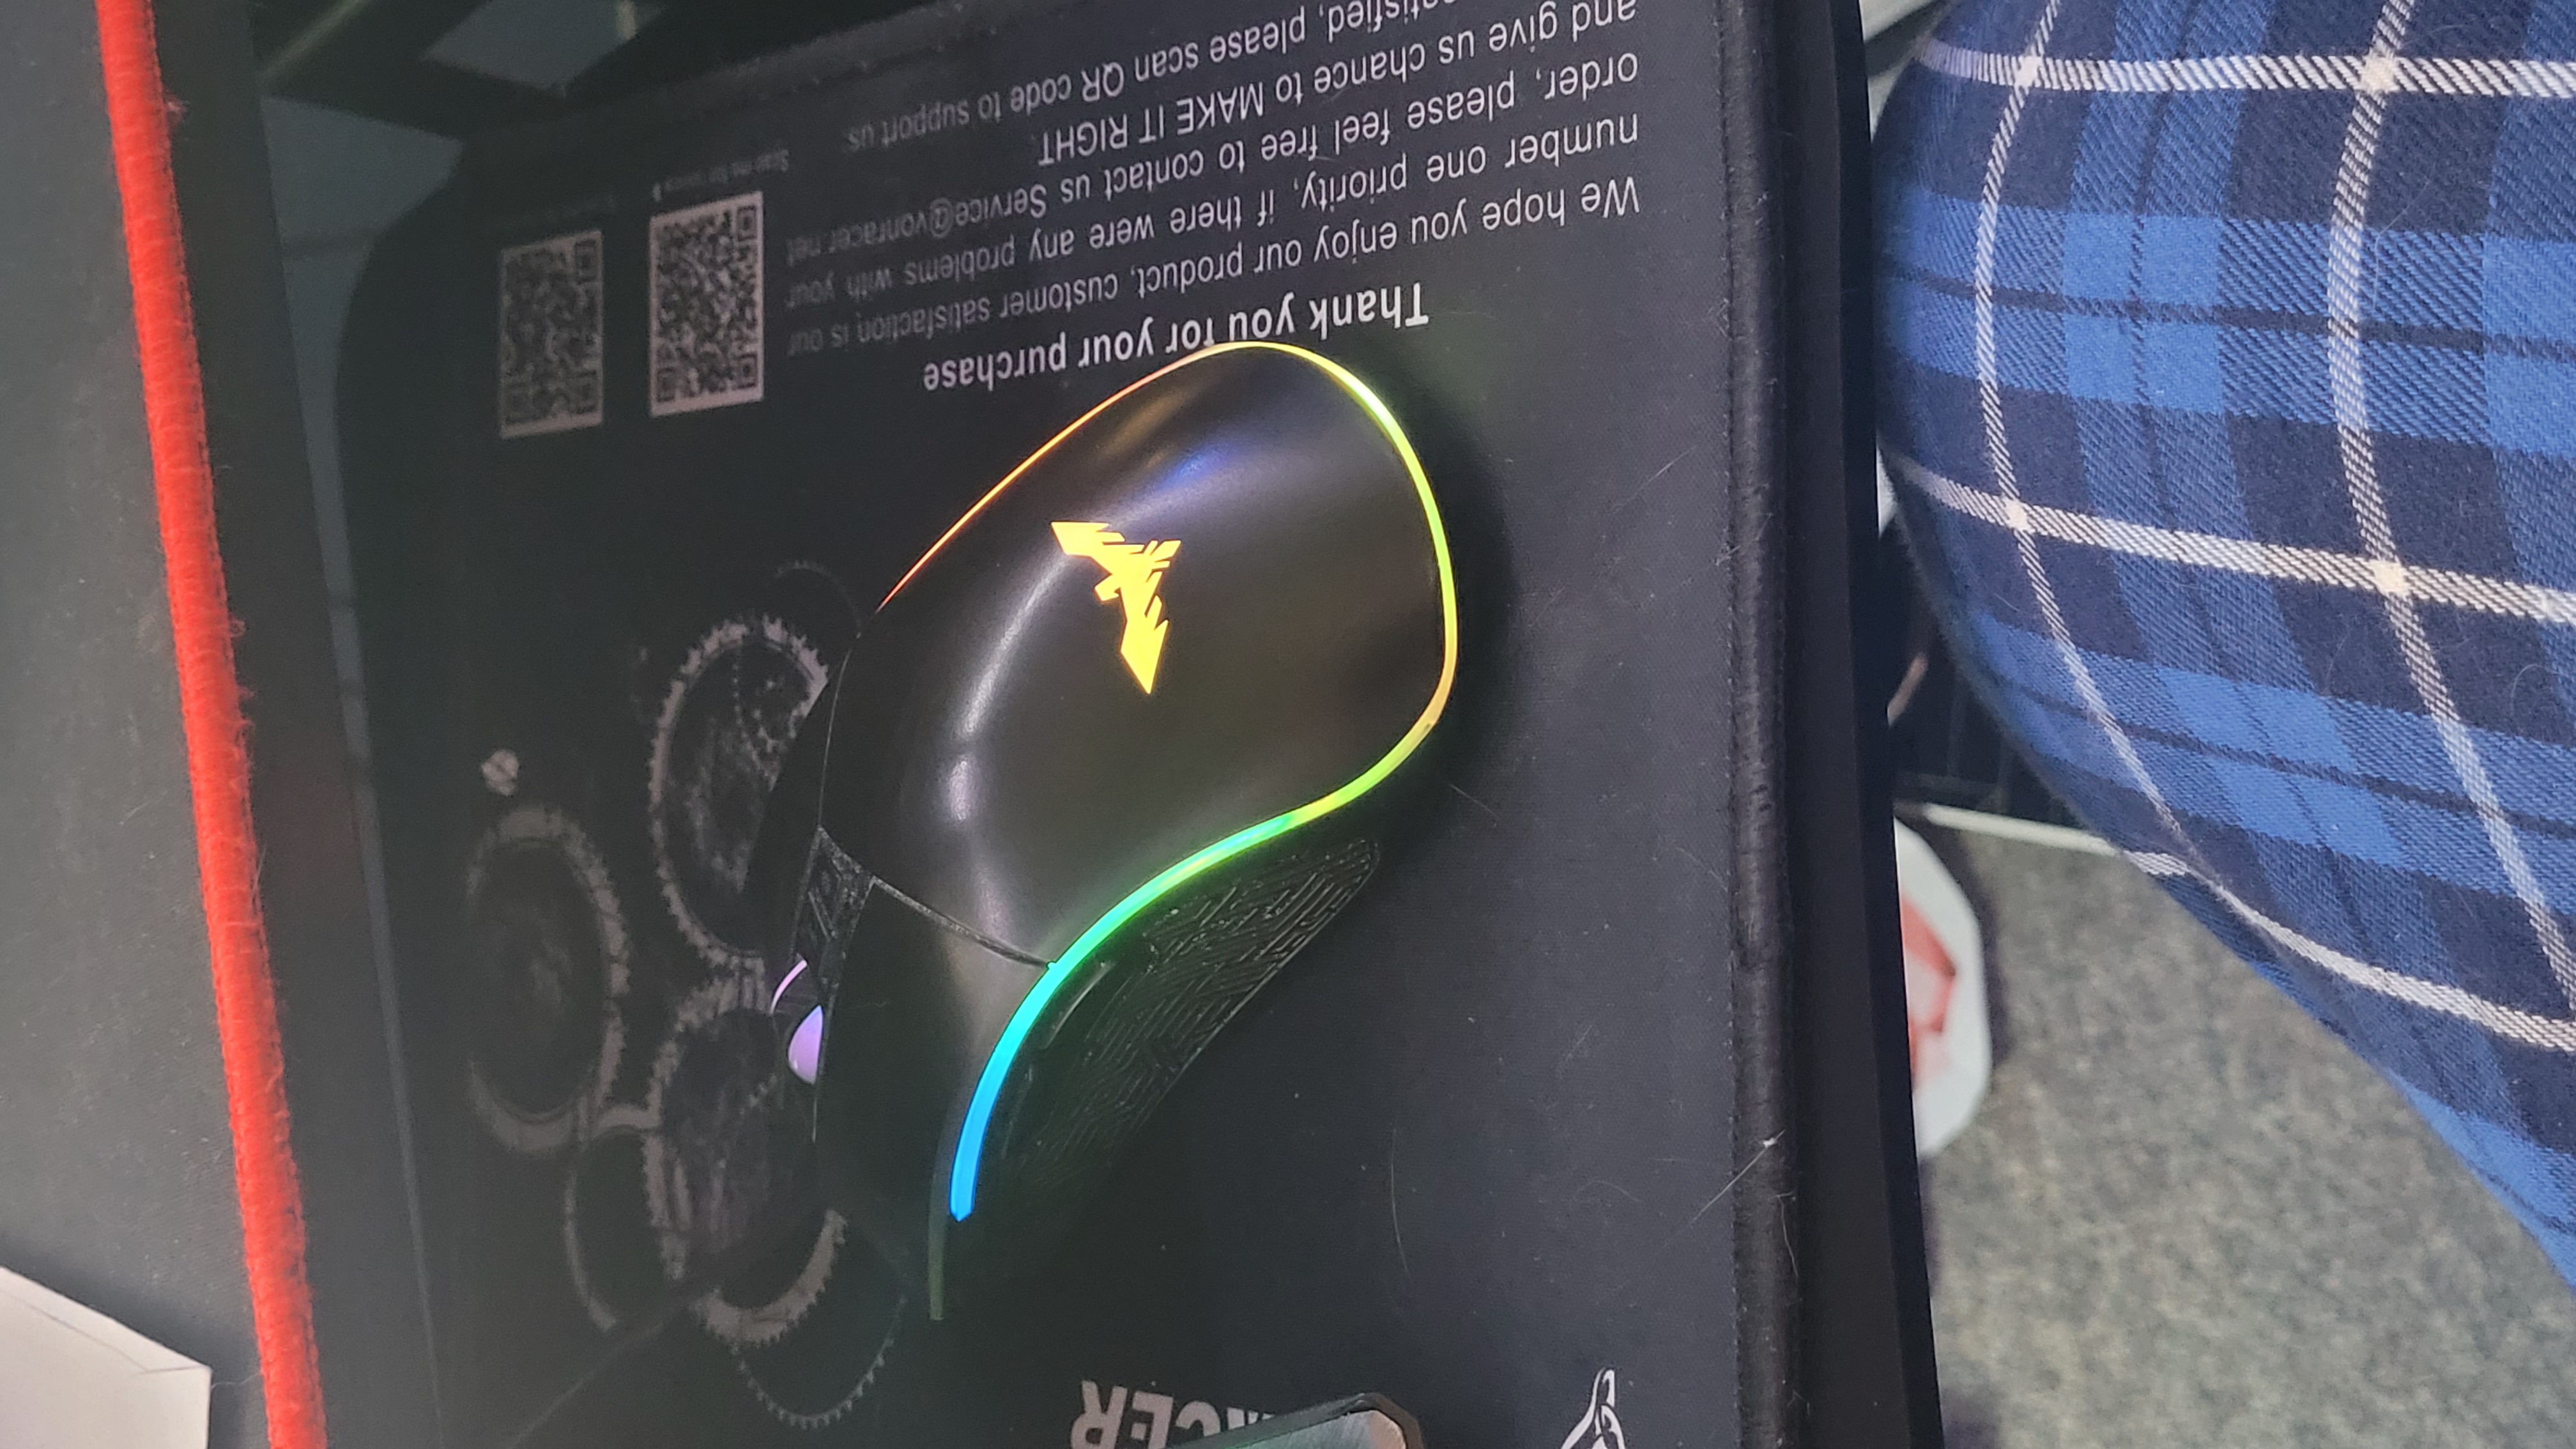 ACER
Thank you for your purchase
We hope you enjoy our product, customer satisfaction is our
number one priority, if there were any problems with your
order, please feel free to contact us Service@vonracer.net
and give us chance to MAKE IT RIGHT.
satisfied, please scan QR code to support us